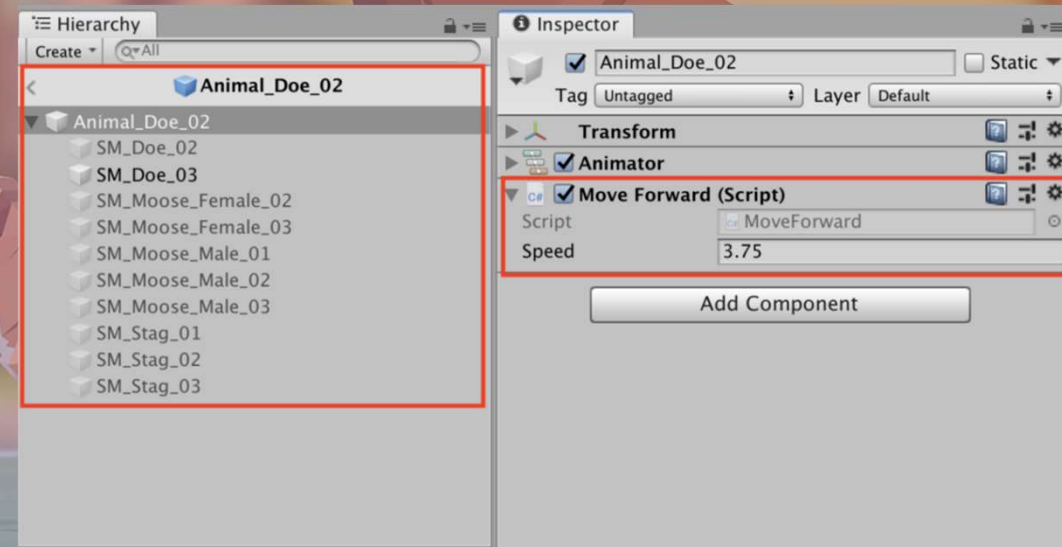 Hierarchy
Create
All
Animal_Doe_02
Animal_Doe_02
SM_Doe_02
SM_Doe_03
SM_Moose_Female_02
SM_Moose_Female_03
SM_Moose_Male_01
SM_Moose_Male_02
SM_Moose_Male_03
SM_Stag_01
SM_Stag_02
SM_Stag_03
Inspector
Animal_Doe_02 Static
Tag Untagged Layer Default
Transform
Animator
C# Move Forward (Script)
Script MoveForward
Speed 3.75
Add Component